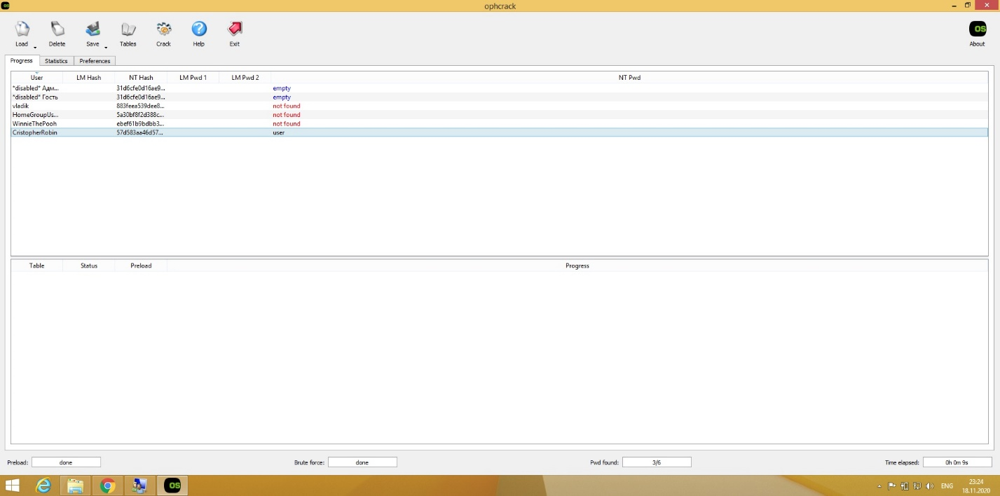 os ophcrack
Load Delete Save Tables Crack Help Exit OS About
Progress Statistics Preferences
User LM Hash NT Hash LM Pwd 1 LM Pwd 2 NT Pwd
*disabled* Адм... 31d6cfe0d16ae9... empty
*disabled* Гость 31d6cfe0d16ae9... empty
vladik 883feea539dee8... not found
HomeGroupUs... 5a30bf8f2d388c... not found
WinnieThePooh ebef61b9bdbb3... not found
CristopherRobin 57d583aa46d57... user
Table Status Preload Progress
Preload: done Brute force: done Pwd found: 3/6 Time elapsed: 0h 0m 9s
OS ENG 23:24
18.11.2020